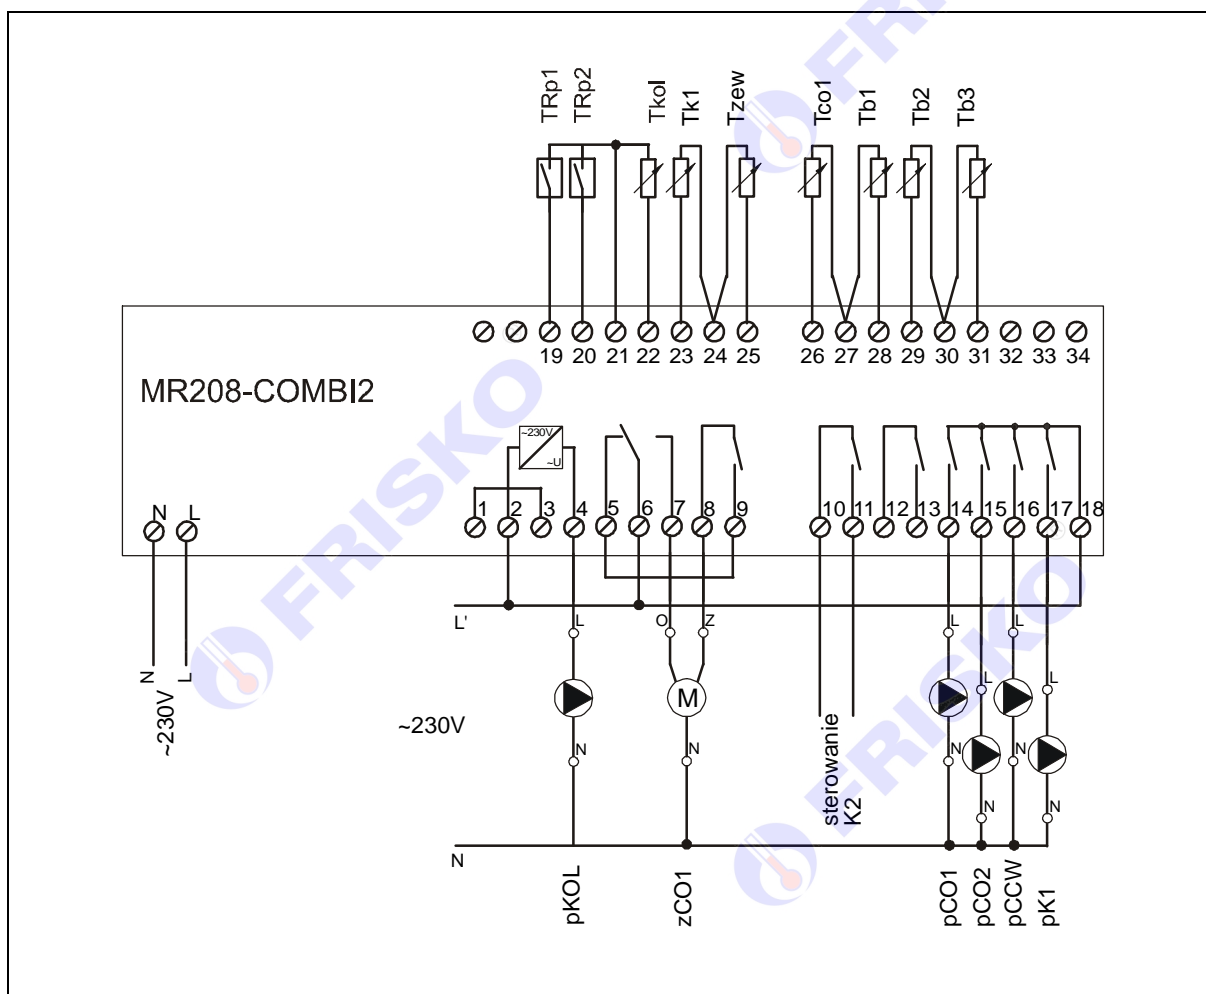 TRp1 TRp2 Tkol Tk1 Tzew Tco1 Tb1 Tb2 Tb3
19 20 21 22 23 24 25 26 27 28 29 30 31 32 33 34
MR208-COMBI2
~230V
~U
N L 1 2 3 4 5 6 7 8 9 10 11 12 13 14 15 16 17 18
L'
L O Z L L
N L
~230V
L L
~230V
M
N N N N
sterowanie
K2
N N
N
pKOL zCO1 pCO1 pCO2 pCCW pK1
FRISKO
FRISKO